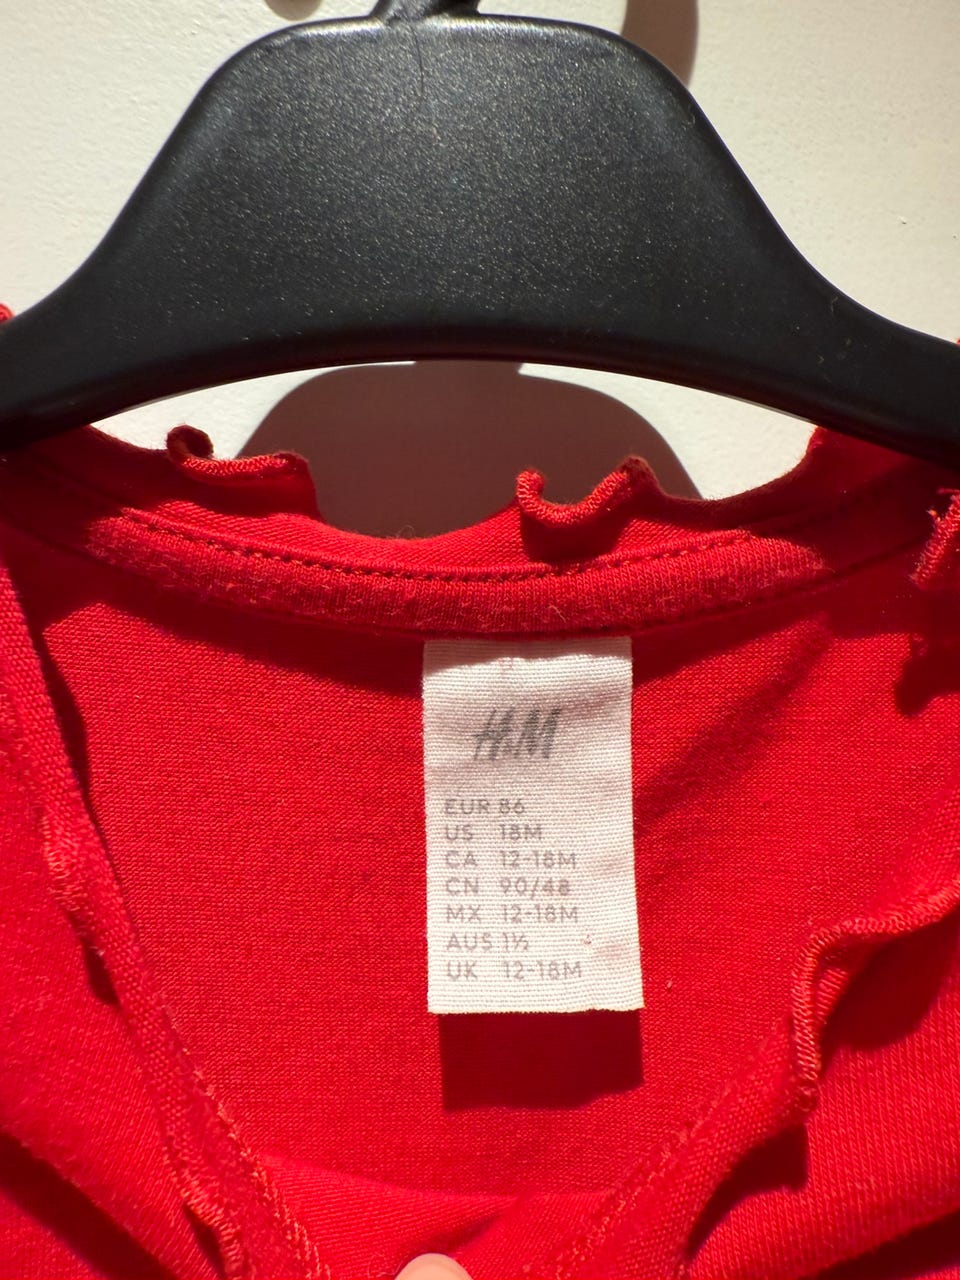 H&M
EUR 86
US 18M
CA 12-18M
CN 90/48
MX 12-18M
AUS 1½
UK 12-18M